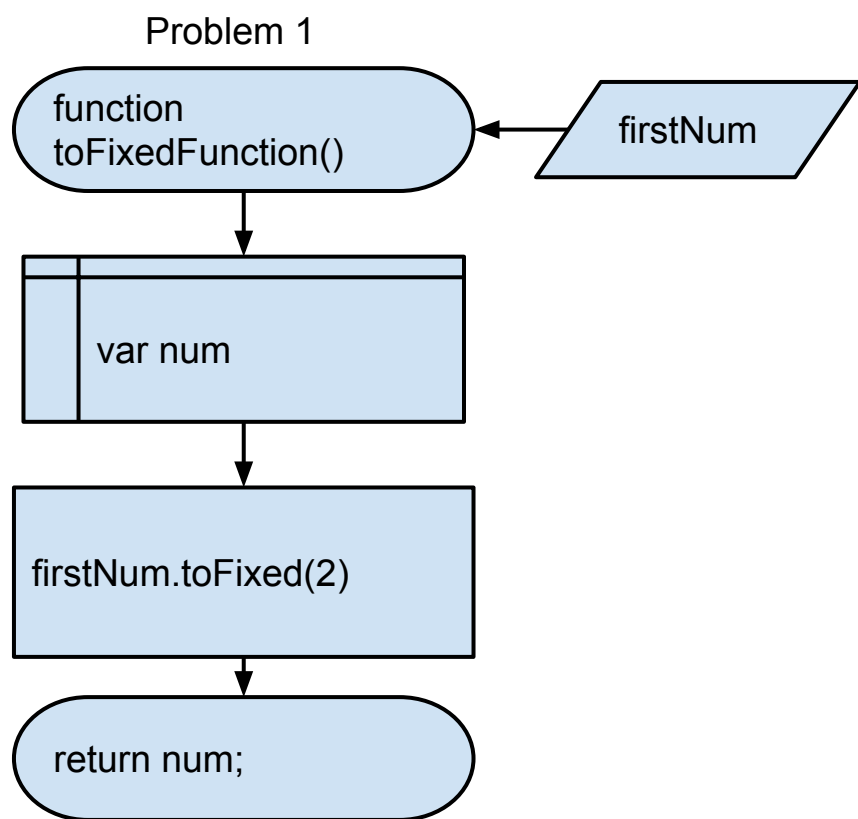 Problem 1
function
toFixedFunction()
firstNum
var num
firstNum.toFixed(2)
return num;